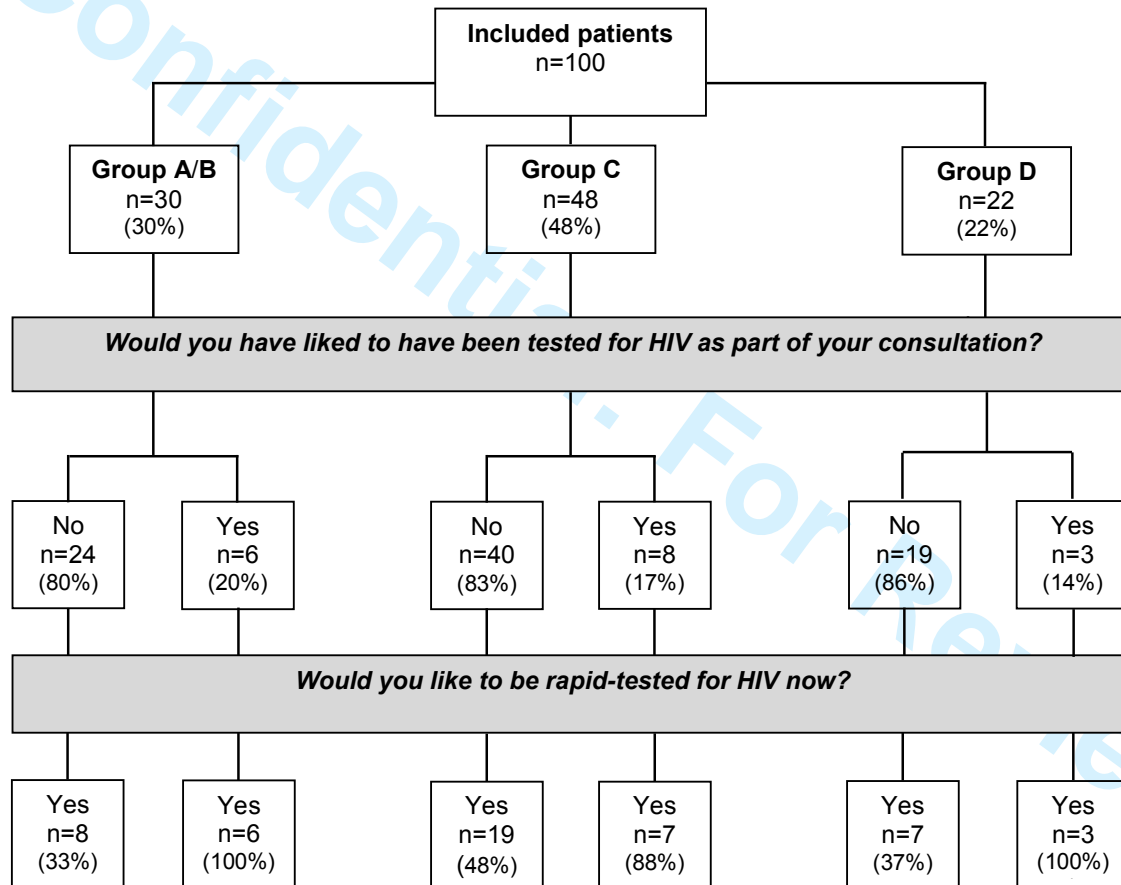 Confidential: For Revie
Included patients
n=100
Group A/B
n=30
(30%)
Group C
n=48
(48%)
Group D
n=22
(22%)
Would you have liked to have been tested for HIV as part of your consultation?
No
n=24
(80%)
Yes
n=6
(20%)
No
n=40
(83%)
Yes
n=8
(17%)
No
n=19
(86%)
Yes
n=3
(14%)
Would you like to be rapid-tested for HIV now?
Yes
n=8
(33%)
Yes
n=6
(100%)
Yes
n=19
(48%)
Yes
n=7
(88%)
Yes
n=7
(37%)
Yes
n=3
(100%)